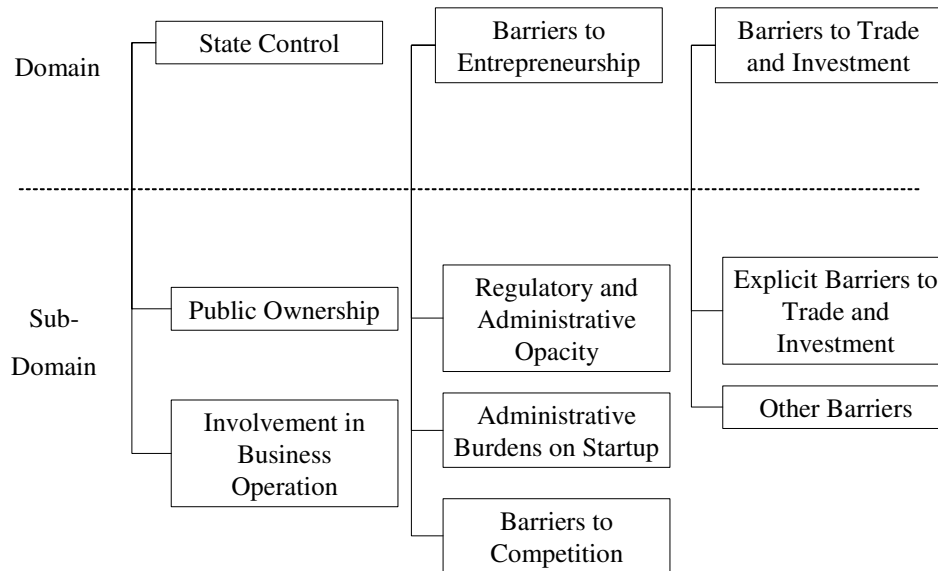 Domain
State Control
Barriers to
Entrepreneurship
Barriers to Trade
and Investment
Sub-
Domain
Public Ownership
Involvement in
Business
Operation
Regulatory and
Administrative
Opacity
Administrative
Burdens on Startup
Barriers to
Competition
Explicit Barriers to
Trade and
Investment
Other Barriers